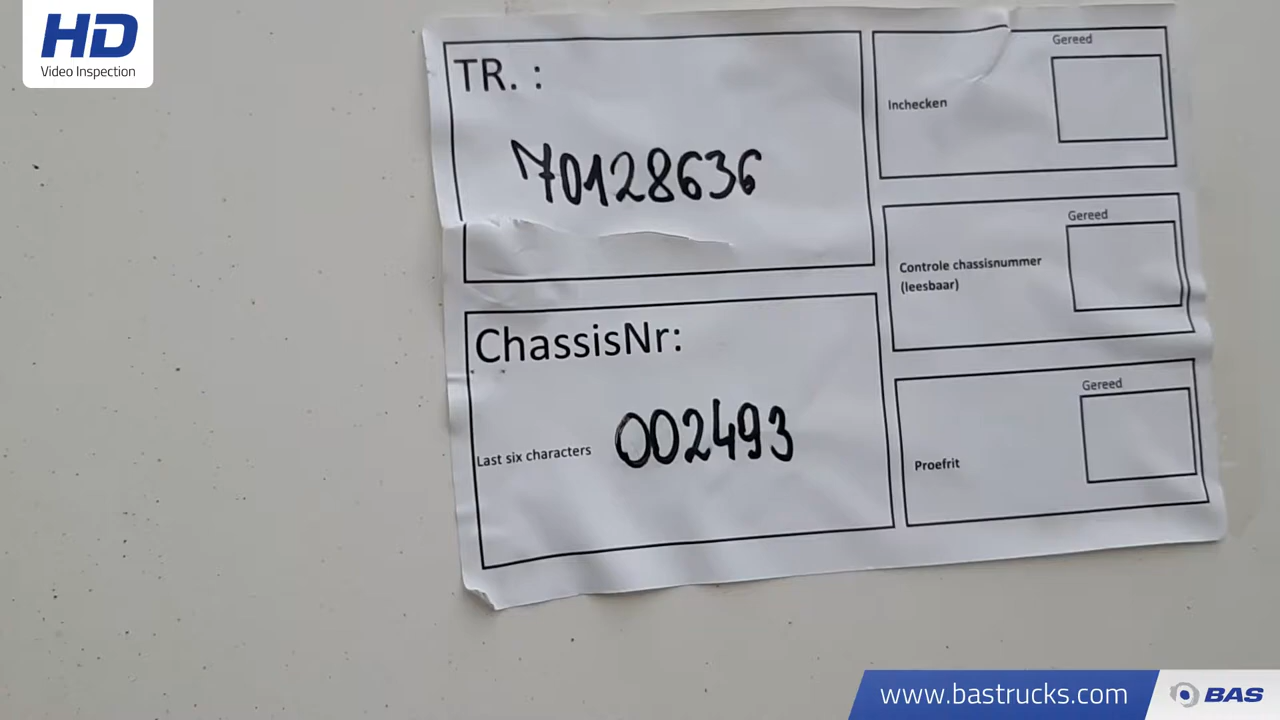 HD
Video Inspection
TR. :
70128636
ChassisNr:
Last six characters 002493
Gereed
Inchecken
Gereed
Controle chassisnummer
(leesbaar)
Gereed
Proefrit
www.bastrucks.com
BAS